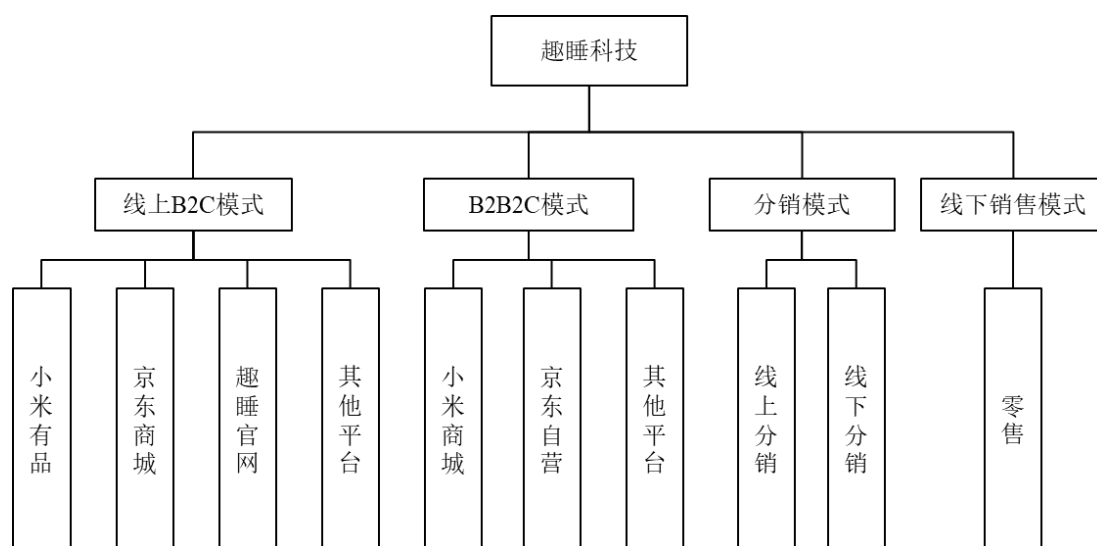 趣睡科技
线上B2C模式
B2B2C模式
分销模式
线下销售模式
小米有品
京东商城
趣睡官网
其他平台
小米商城
京东自营
其他平台
线上分销
线下分销
零售